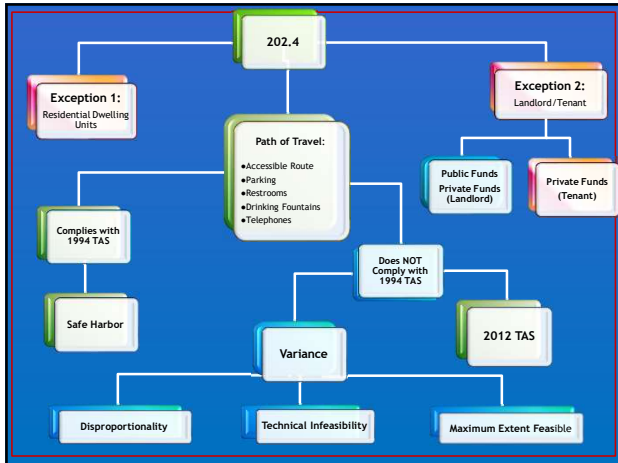 202.4
Exception 1:
Residential Dwelling
Units
Exception 2:
Landlord/Tenant
Path of Travel:
●Accessible Route
●Parking
●Restrooms
●Drinking Fountains
●Telephones
Public Funds
Private Funds
(Landlord)
Private Funds
(Tenant)
Complies with
1994 TAS
Does NOT
Comply with
1994 TAS
Safe Harbor
Variance
2012 TAS
Disproportionality
Technical Infeasibility
Maximum Extent Feasible